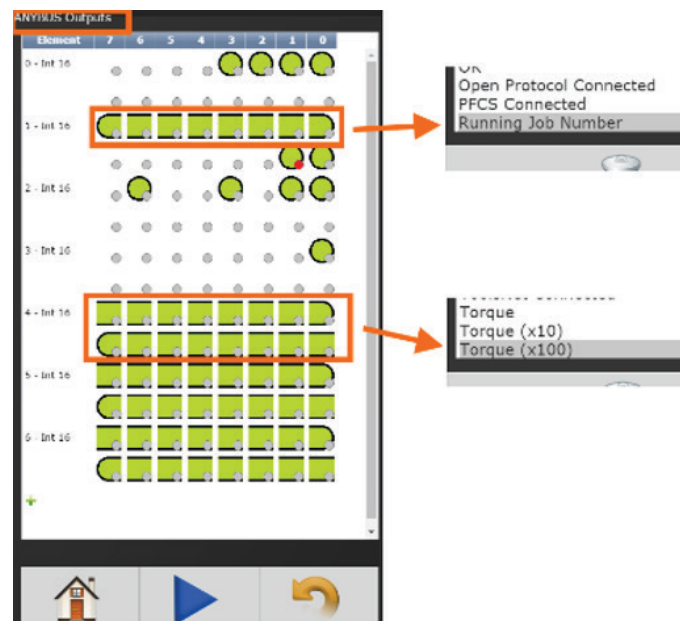 ANYBUS Outputs
Element 7 6 5 4 3 2 1 0
0 - Int 16
1 - Int 16
2 - Int 16
3 - Int 16
4 - Int 16
5 - Int 16
6 - Int 16
OK
Open Protocol Connected
PFCS Connected
Running Job Number
Connected
Torque
Torque (x10)
Torque (x100)